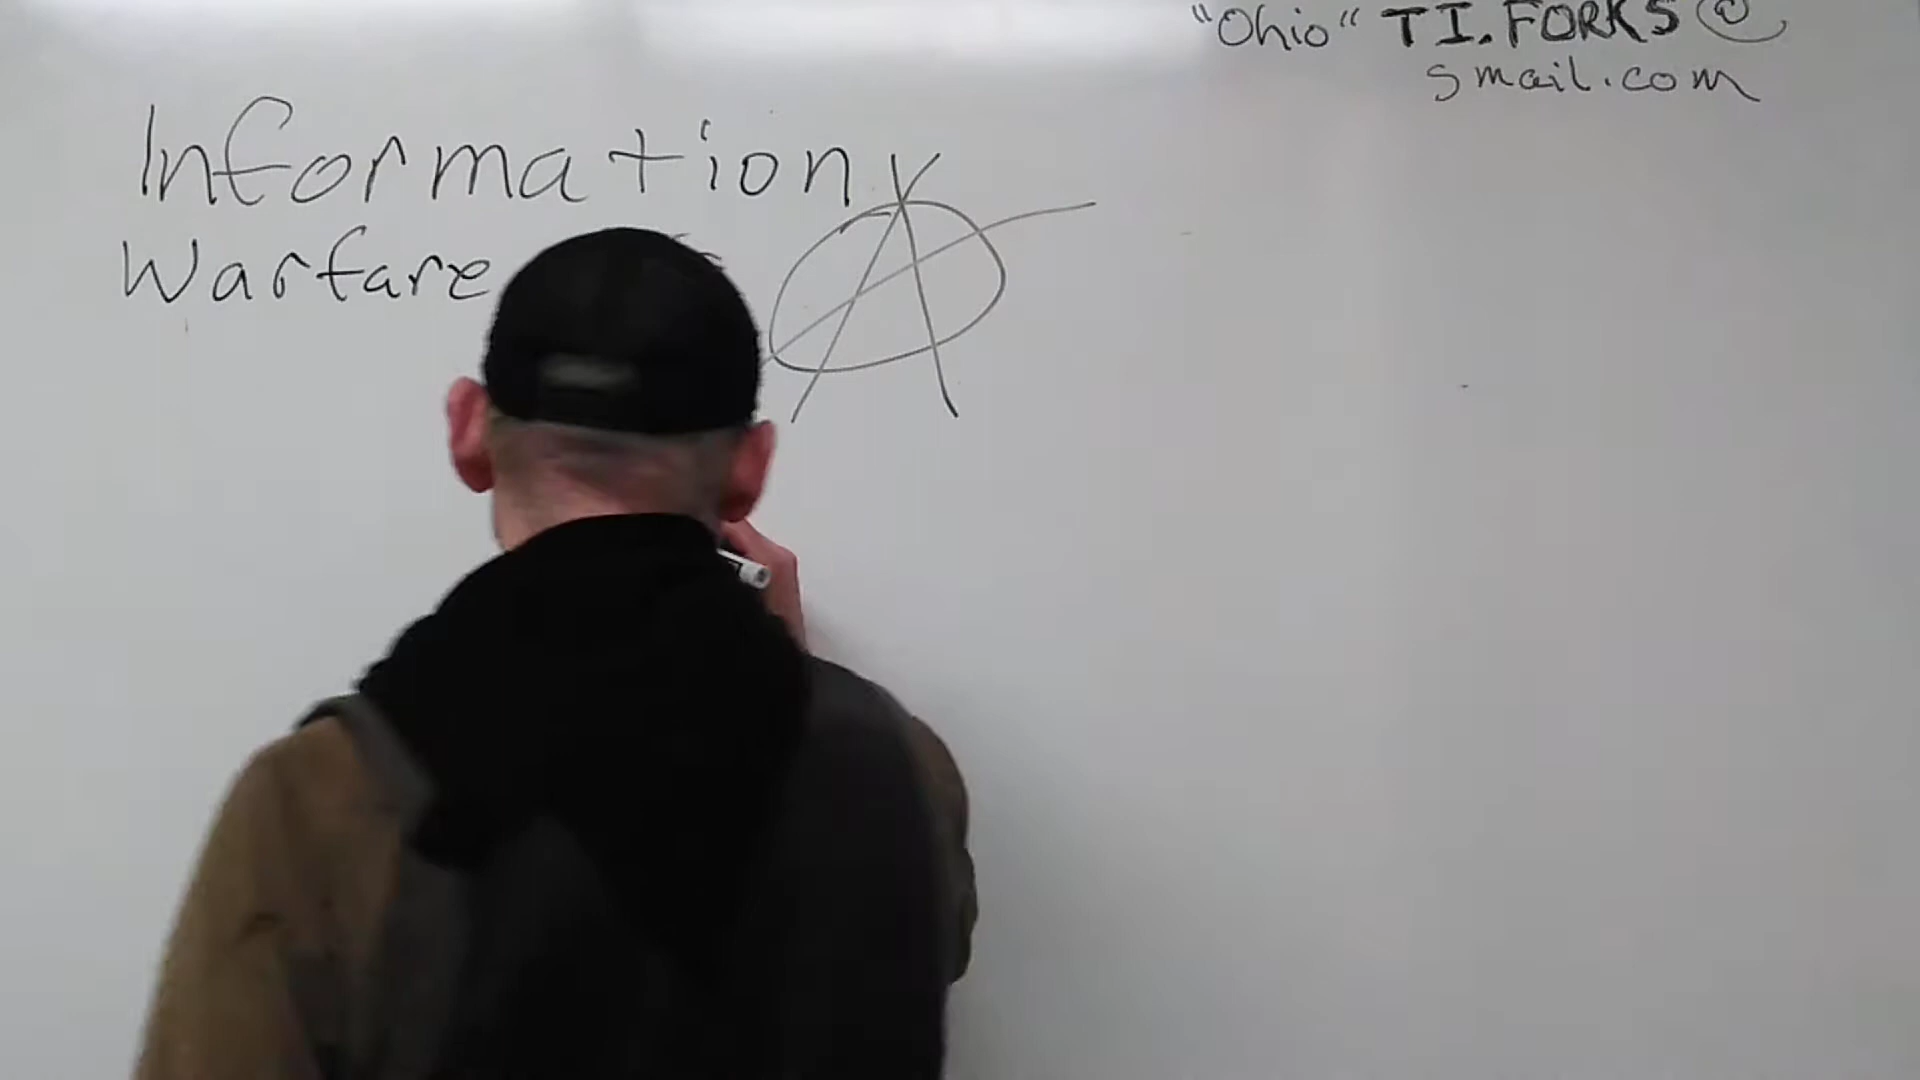 "Ohio" TI.FORKS @
gmail.com
Information
Warfare
A